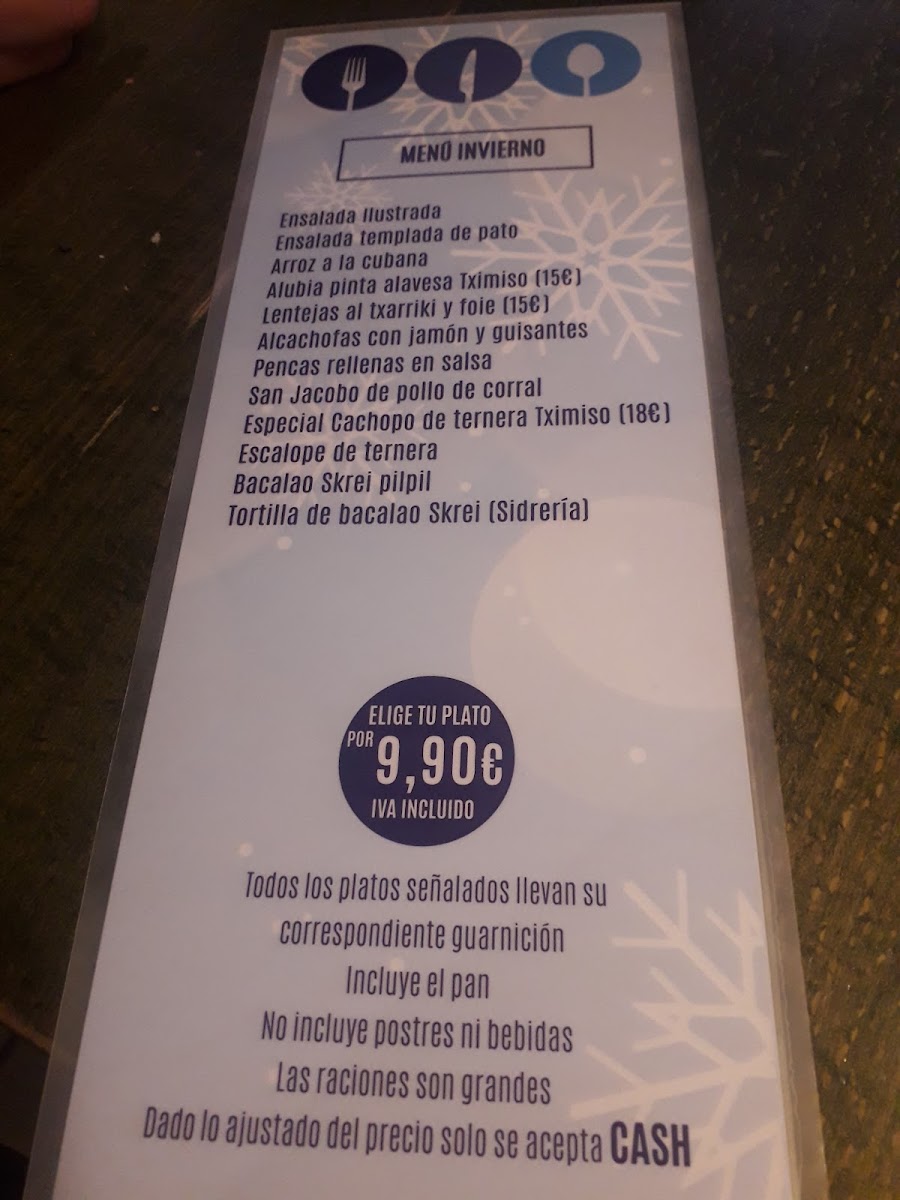 MENÚ INVIERNO
Ensalada Ilustrada
Ensalada templada de pato
Arroz a la cubana
Alubia pinta alavesa Tximiso (15€)
Lentejas al txarriki y foie (15€)
Alcachofas con jamón y guisantes
Pencas rellenas en salsa
San Jacobo de pollo de corral
Especial Cachopo de ternera Tximiso (18€)
Escalope de ternera
Bacalao Skrei pilpil
Tortilla de bacalao Skrei (Sidrería)
ELIGE TU PLATO
POR 9,90€
IVA INCLUIDO
Todos los platos señalados llevan su
correspondiente guarnición
Incluye el pan
No incluye postres ni bebidas
Las raciones son grandes
Dado lo ajustado del precio solo se acepta CASH